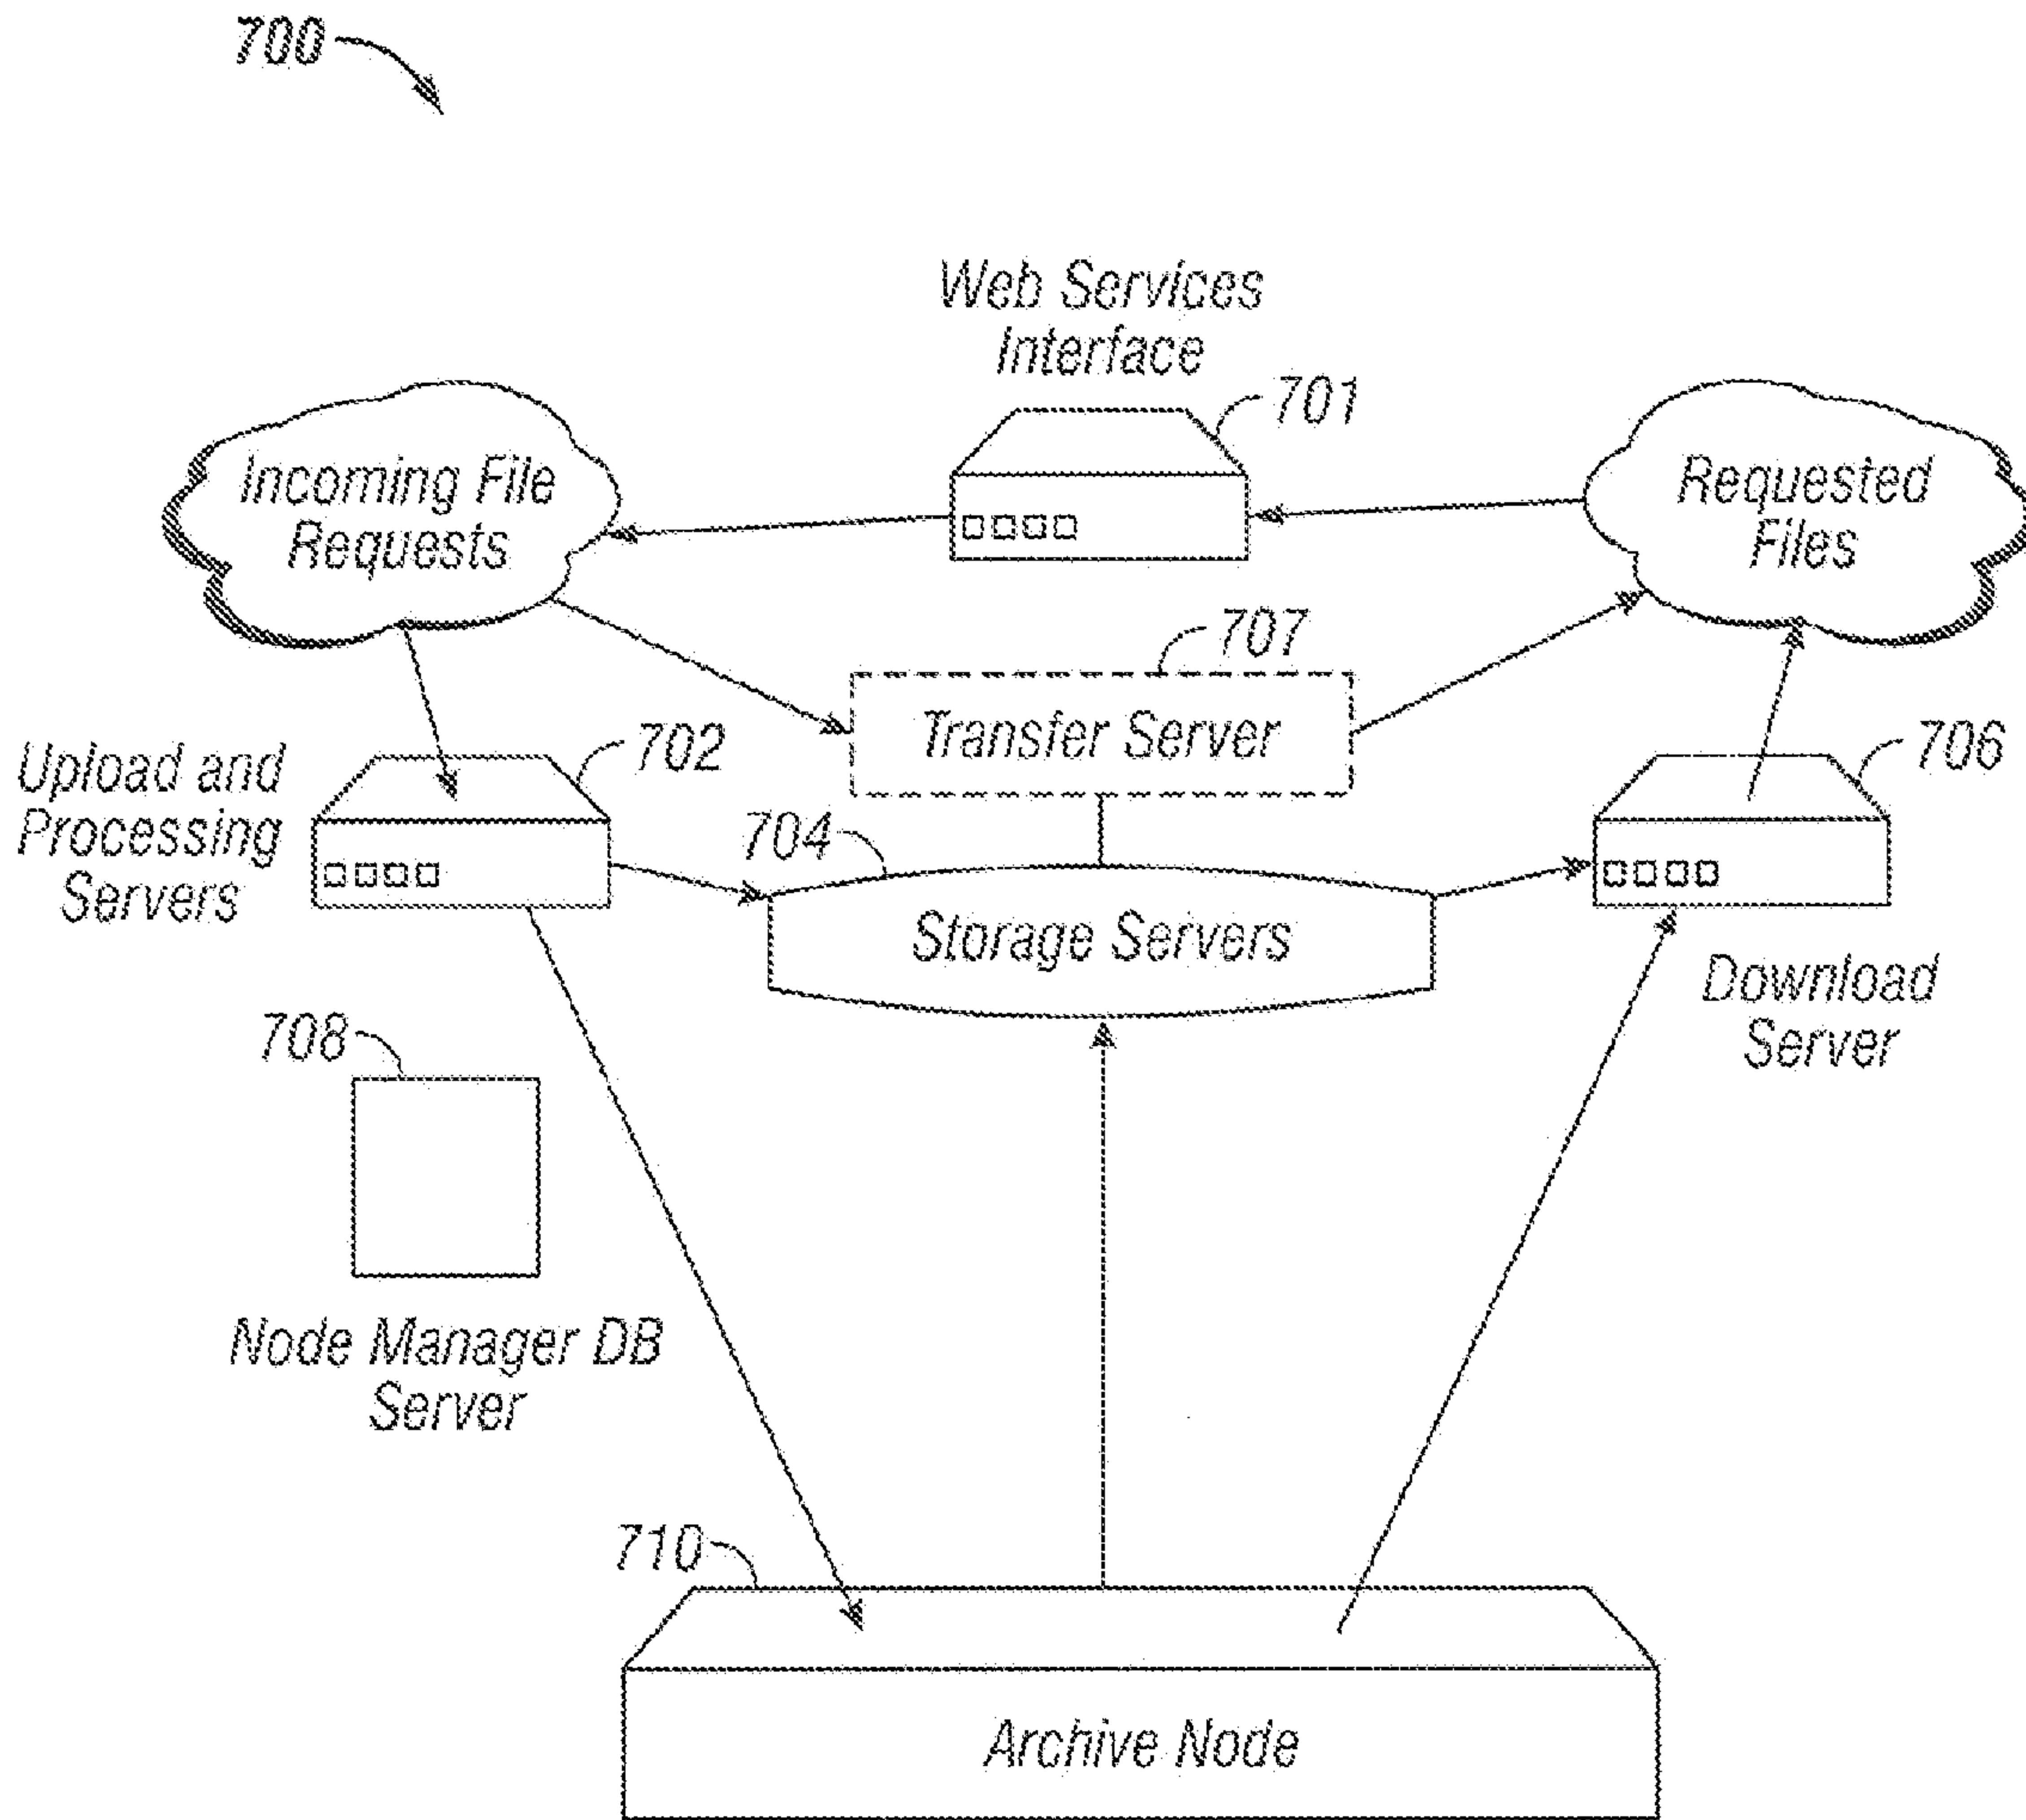 700
Web Services
Interface
701
Incoming File
Requests
Requested
Files
707
Transfer Server
702
Upload and
Processing
Servers
704
Storage Servers
706
Download
Server
708
Node Manager DB
Server
710
Archive Node